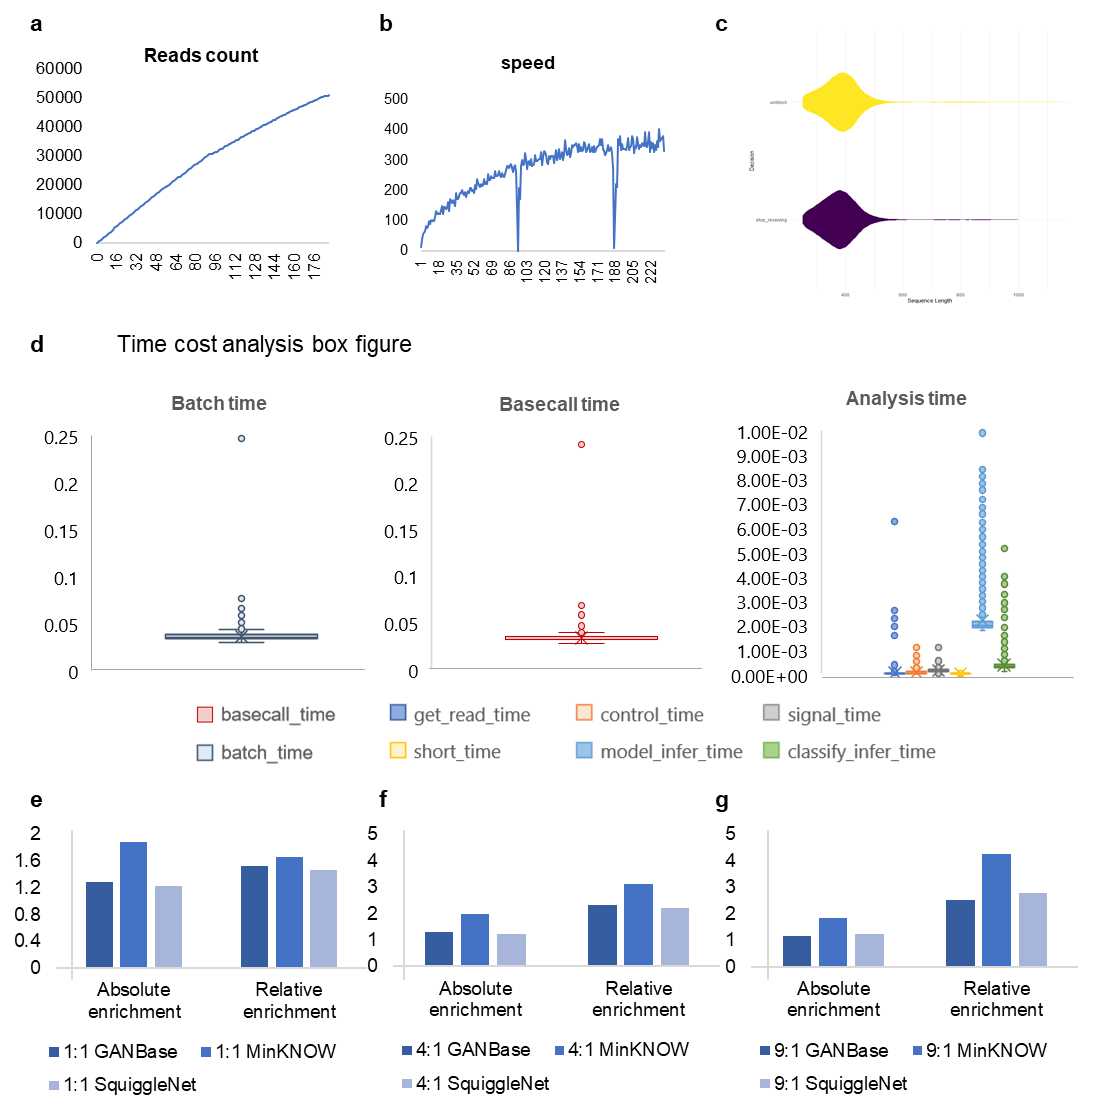 a
Reads count
60000
50000
40000
30000
20000
10000
0
0 16 32 48 64 80 96 112 128 144 160 176
b
speed
500
400
300
200
100
0
1 18 35 52 69 86 103 120 137 154 171 188 205 222
c
Decision
unblock
stop_receiving
400 600 800 1000
Sequence Length
d Time cost analysis box figure
Batch time
0.25
0.2
0.15
0.1
0.05
0
Basecall time
0.25
0.2
0.15
0.1
0.05
0
Analysis time
1.00E-02
9.00E-03
8.00E-03
7.00E-03
6.00E-03
5.00E-03
4.00E-03
3.00E-03
2.00E-03
1.00E-03
0.00E+00
basecall_time get_read_time control_time signal_time
batch_time short_time model_infer_time classify_infer_time
e
2
1.6
1.2
0.8
0.4
0
Absolute enrichment
Relative enrichment
1:1 GANBase 1:1 MinKNOW
1:1 SquiggleNet
f
5
4
3
2
1
0
Absolute enrichment
Relative enrichment
4:1 GANBase 4:1 MinKNOW
4:1 SquiggleNet
g
5
4
3
2
1
0
Absolute enrichment
Relative enrichment
9:1 GANBase 9:1 MinKNOW
9:1 SquiggleNet